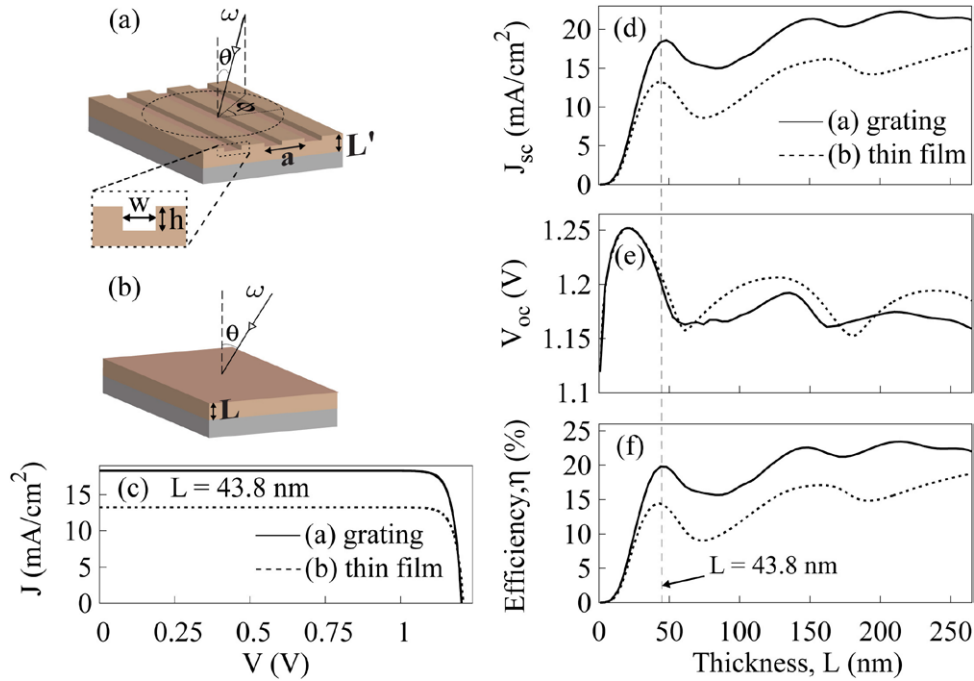 (a)
ω
θ
ø
L'
a
w
h
(b)
ω
θ
L
(c) L = 43.8 nm
(a) grating
(b) thin film
J (mA/cm²)
15
10
5
0
0 0.25 0.5 0.75 1
V (V)
(d)
J_sc (mA/cm²)
20
15
10
5
0
(a) grating
(b) thin film
(e)
V_oc (V)
1.25
1.2
1.15
1.1
(f)
Efficiency,η (%)
25
20
15
10
5
0
L = 43.8 nm
0 50 100 150 200 250
Thickness, L (nm)